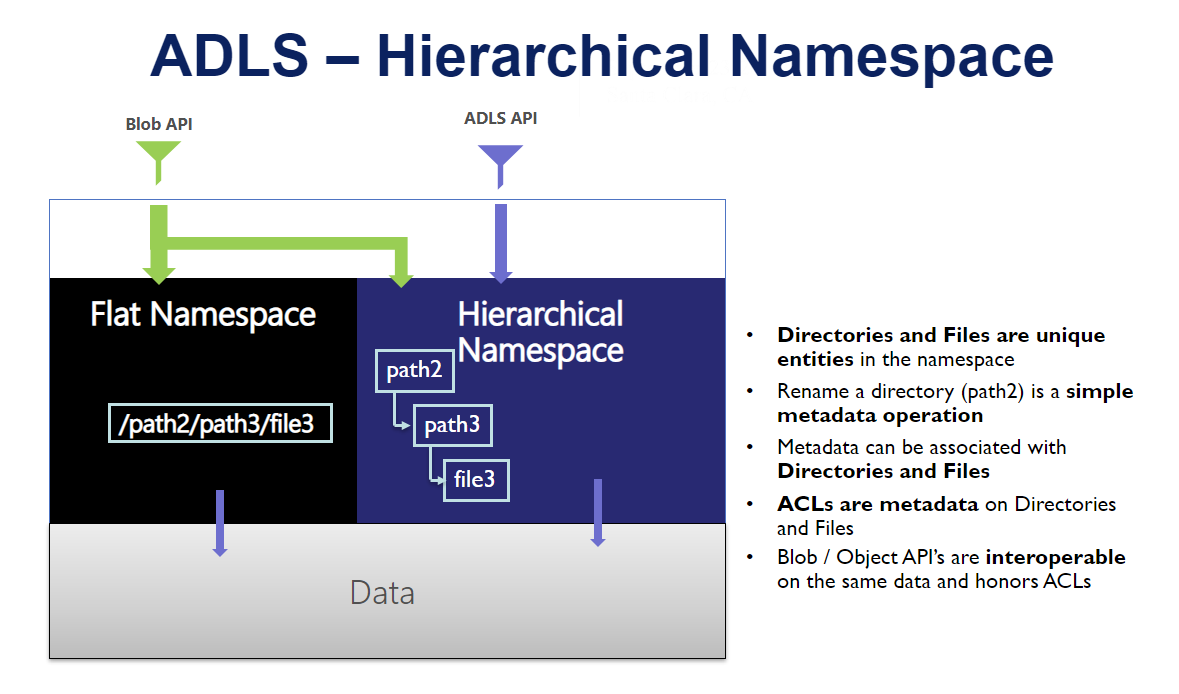 ADLS – Hierarchical Namespace
Blob API
ADLS API
Flat Namespace
/path2/path3/file3
Hierarchical
Namespace
path2
path3
file3
Data
• Directories and Files are unique
entities in the namespace
• Rename a directory (path2) is a simple
metadata operation
• Metadata can be associated with
Directories and Files
• ACLs are metadata on Directories
and Files
• Blob / Object API's are interoperable
on the same data and honors ACLs